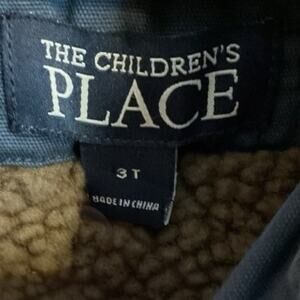 THE CHILDREN'S
PLACE
3T
MADE IN CHINA